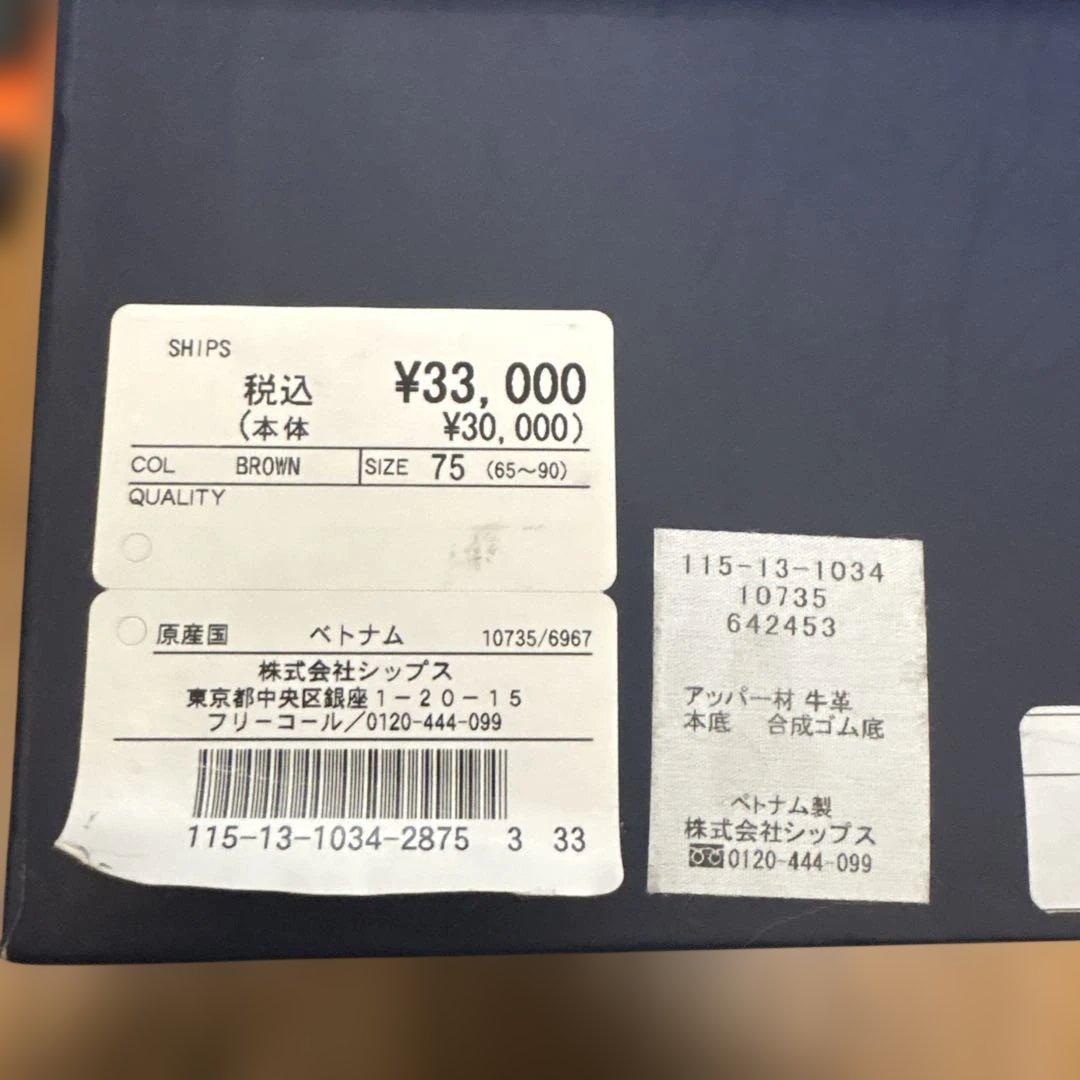 SHIPS
税込 ¥33,000
(本体 ¥30,000)
COL BROWN SIZE 75 (65~90)
QUALITY
原産国 ベトナム 10735/6967
株式会社シップス
東京都中央区銀座1-20-15
フリーコール/0120-444-099
115-13-1034-2875 3 33
115-13-1034
10735
642453
アッパー材 牛革
本底 合成ゴム底
ベトナム製
株式会社シップス
0120-444-099